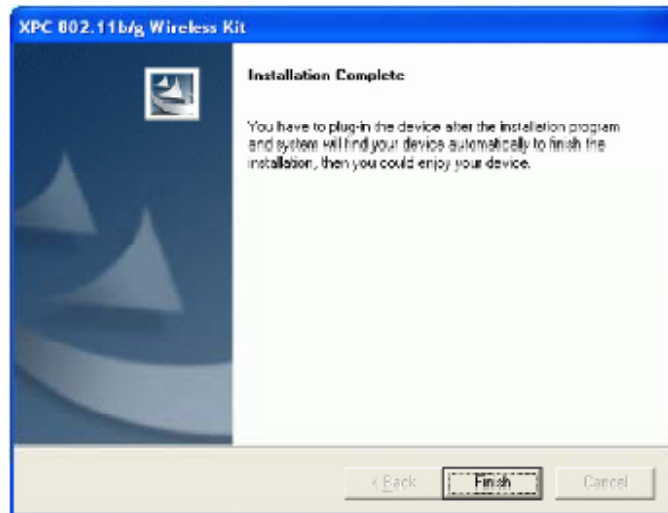 XPC 802.11b/g Wireless Kit
Installation Complete
You have to plug-in the device after the installation program
and system will find your device automatically to finish the
installation, then you could enjoy your device.
< Back
Finish
Cancel